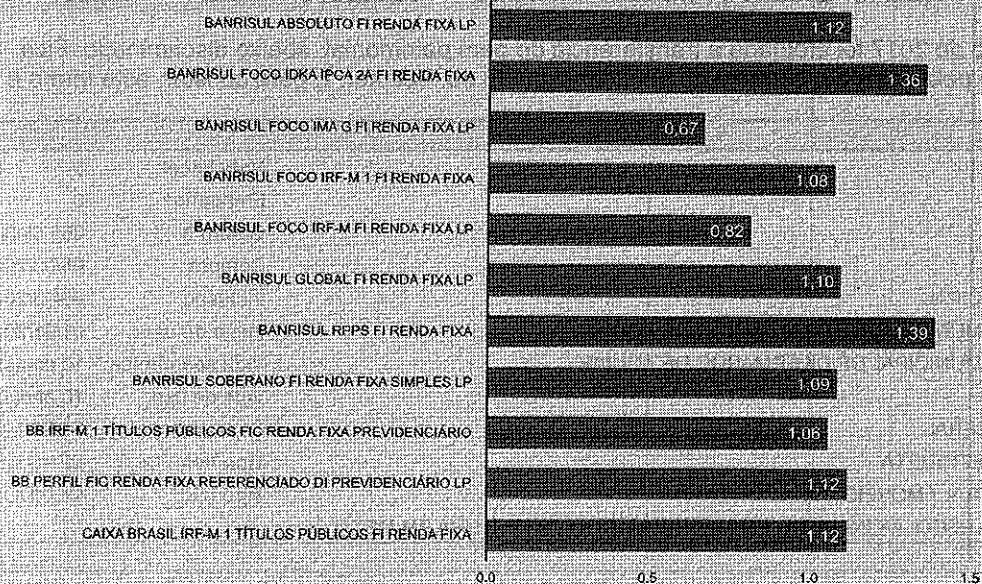 BANRISUL ABSOLUTO FI RENDA FIXA LP 1,12
BANRISUL FOCO IDKA IPCA 2A FI RENDA FIXA 1,36
BANRISUL FOCO IMA G FI RENDA FIXA LP 0,67
BANRISUL FOCO IRF-M 1 FI RENDA FIXA 1,08
BANRISUL FOCO IRF-M FI RENDA FIXA LP 0,82
BANRISUL GLOBAL FI RENDA FIXA LP 1,10
BANRISUL RPPS FI RENDA FIXA 1,39
BANRISUL SOBERANO FI RENDA FIXA SIMPLES LP 1,09
BB IRF-M 1 TÍTULOS PÚBLICOS FIC RENDA FIXA PREVIDENCIÁRIO 1,06
BB PERFIL FIC RENDA FIXA REFERENCIADO DI PREVIDENCIÁRIO LP 1,12
CAIXA BRASIL IRF-M 1 TÍTULOS PÚBLICOS FI RENDA FIXA 1,12
0.0 0.5 1.0 1.5